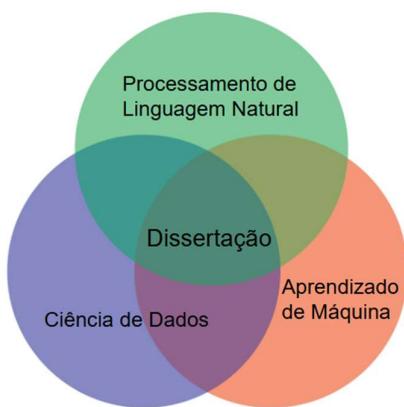 Processamento de
Linguagem Natural
Dissertação
Aprendizado
de Máquina
Ciência de Dados